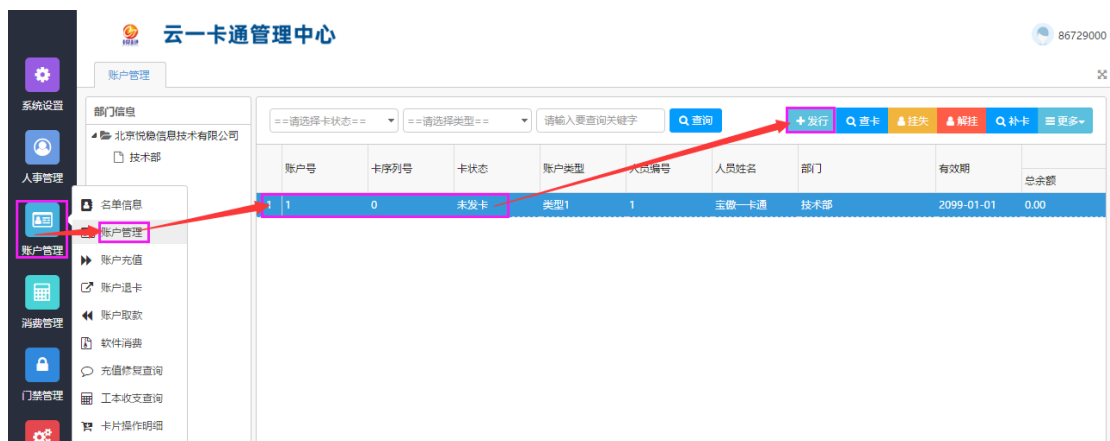 云一卡通管理中心
86729000
账户管理
系统设置
人事管理
账户管理
消费管理
门禁管理
部门信息
北京悦稳信息技术有限公司
技术部
名单信息
账户管理
账户充值
账户退卡
账户取款
软件消费
充值修复查询
工本收支查询
卡片操作明细
==请选择卡状态== ==请选择类型== 请输入要查询关键字 查询 发行 查卡 挂失 解挂 补卡 更多
账户号 卡序列号 卡状态 账户类型 人员编号 人员姓名 部门 有效期 总余额
1 1 0 未发卡 类型1 1 宝傲一卡通 技术部 2099-01-01 0.00